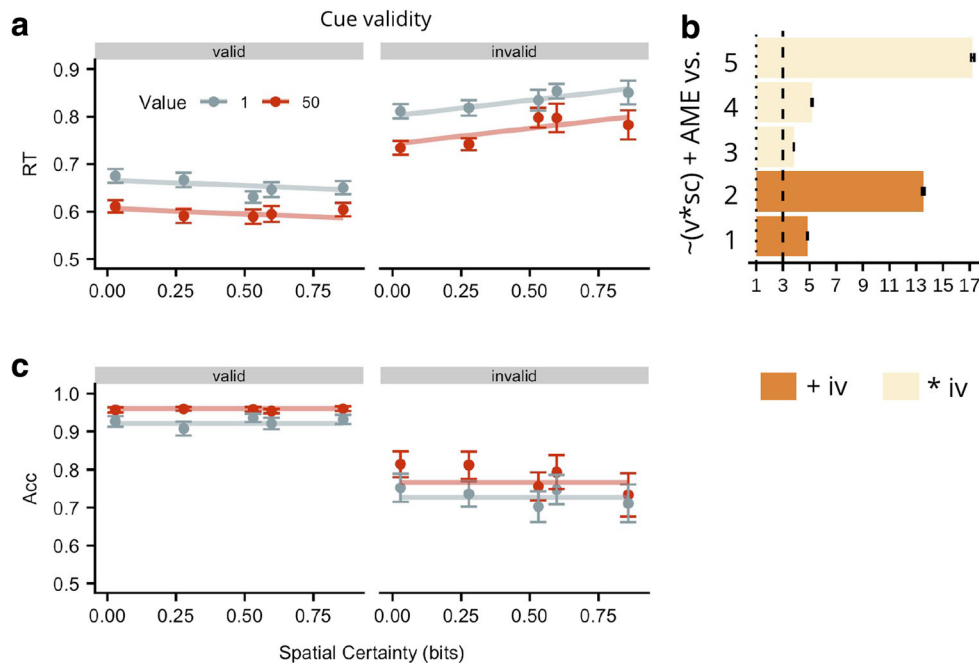 a
Cue validity
valid
invalid
0.9
0.8
0.7
0.6
0.5
RT
Value
1
50
0.00 0.25 0.50 0.75
0.00 0.25 0.50 0.75
b
~(v*sc) + AME vs.
5
4
3
2
1
1 3 5 7 9 11 13 15 17
+ iv
* iv
c
valid
invalid
1.0
0.9
0.8
0.7
0.6
0.5
Acc
0.00 0.25 0.50 0.75
0.00 0.25 0.50 0.75
Spatial Certainty (bits)